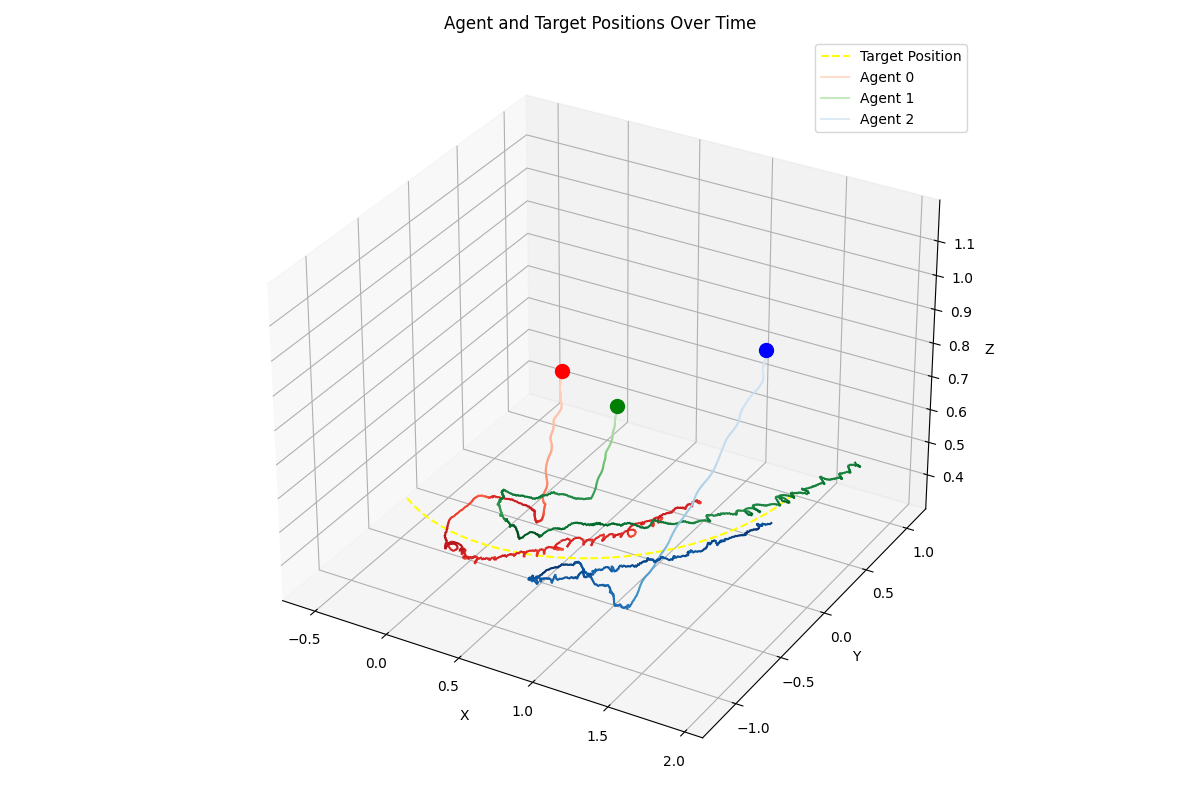 Agent and Target Positions Over Time
Target Position
Agent 0
Agent 1
Agent 2
1.1
1.0
0.9
0.8
0.7
0.6
0.5
0.4
Z
1.0
0.5
0.0
−0.5
−1.0
Y
−0.5
0.0
0.5
1.0
1.5
2.0
X